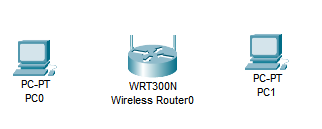 PC-PT
PC0
WRT300N
Wireless Router0
PC-PT
PC1